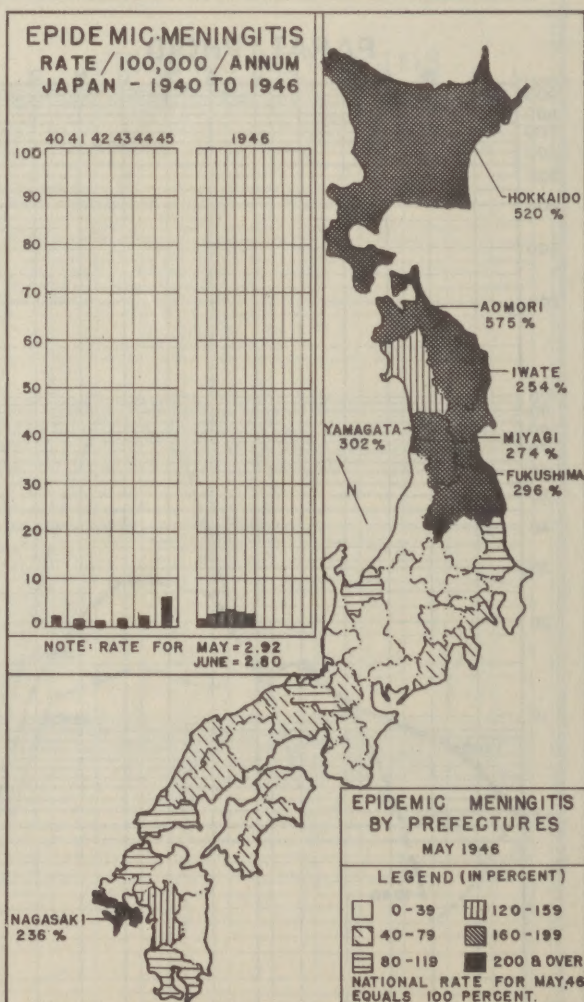 EPIDEMIC-MENINGITIS
RATE/100,000/ANNUM
JAPAN - 1940 TO 1946
40 41 42 43 44 45 1946
100
90
80
70
60
50
40
30
20
10
0
NOTE: RATE FOR MAY = 2.92
JUNE = 2.80
HOKKAIDO
520 %
AOMORI
575 %
IWATE
254 %
YAMAGATA
302%
MIYAGI
274 %
FUKUSHIMA
296 %
N
NAGASAKI
236 %
EPIDEMIC MENINGITIS
BY PREFECTURES
MAY 1946
LEGEND (IN PERCENT)
0-39 120-159
40-79 160-199
80-119 200 & OVER
NATIONAL RATE FOR MAY,46
EQUALS 100 PERCENT.